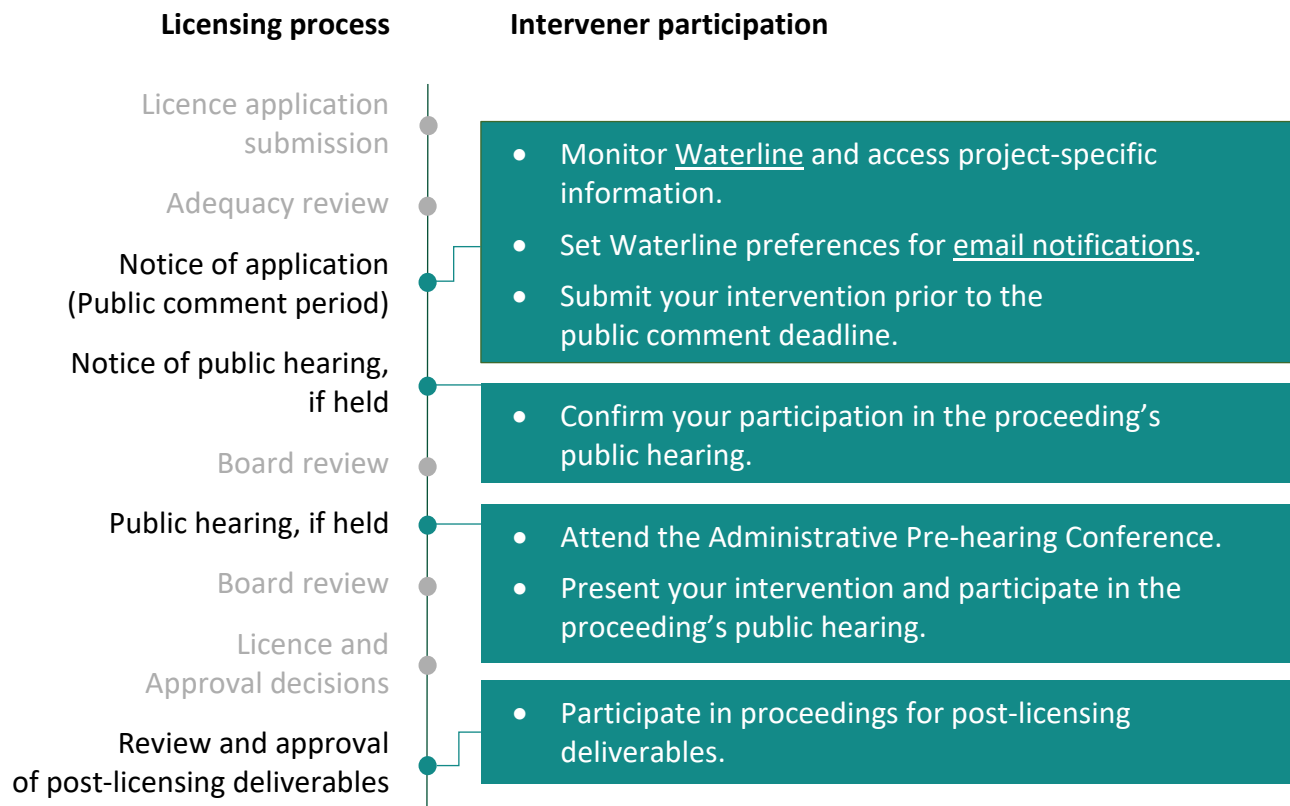 Licensing process
Intervener participation
Licence application
submission
Adequacy review
Notice of application
(Public comment period)
• Monitor Waterline and access project-specific
information.
• Set Waterline preferences for email notifications.
• Submit your intervention prior to the
public comment deadline.
Notice of public hearing,
if held
• Confirm your participation in the proceeding’s
public hearing.
Board review
Public hearing, if held
• Attend the Administrative Pre-hearing Conference.
• Present your intervention and participate in the
proceeding’s public hearing.
Board review
Licence and
Approval decisions
Review and approval
of post-licensing deliverables
• Participate in proceedings for post-licensing
deliverables.